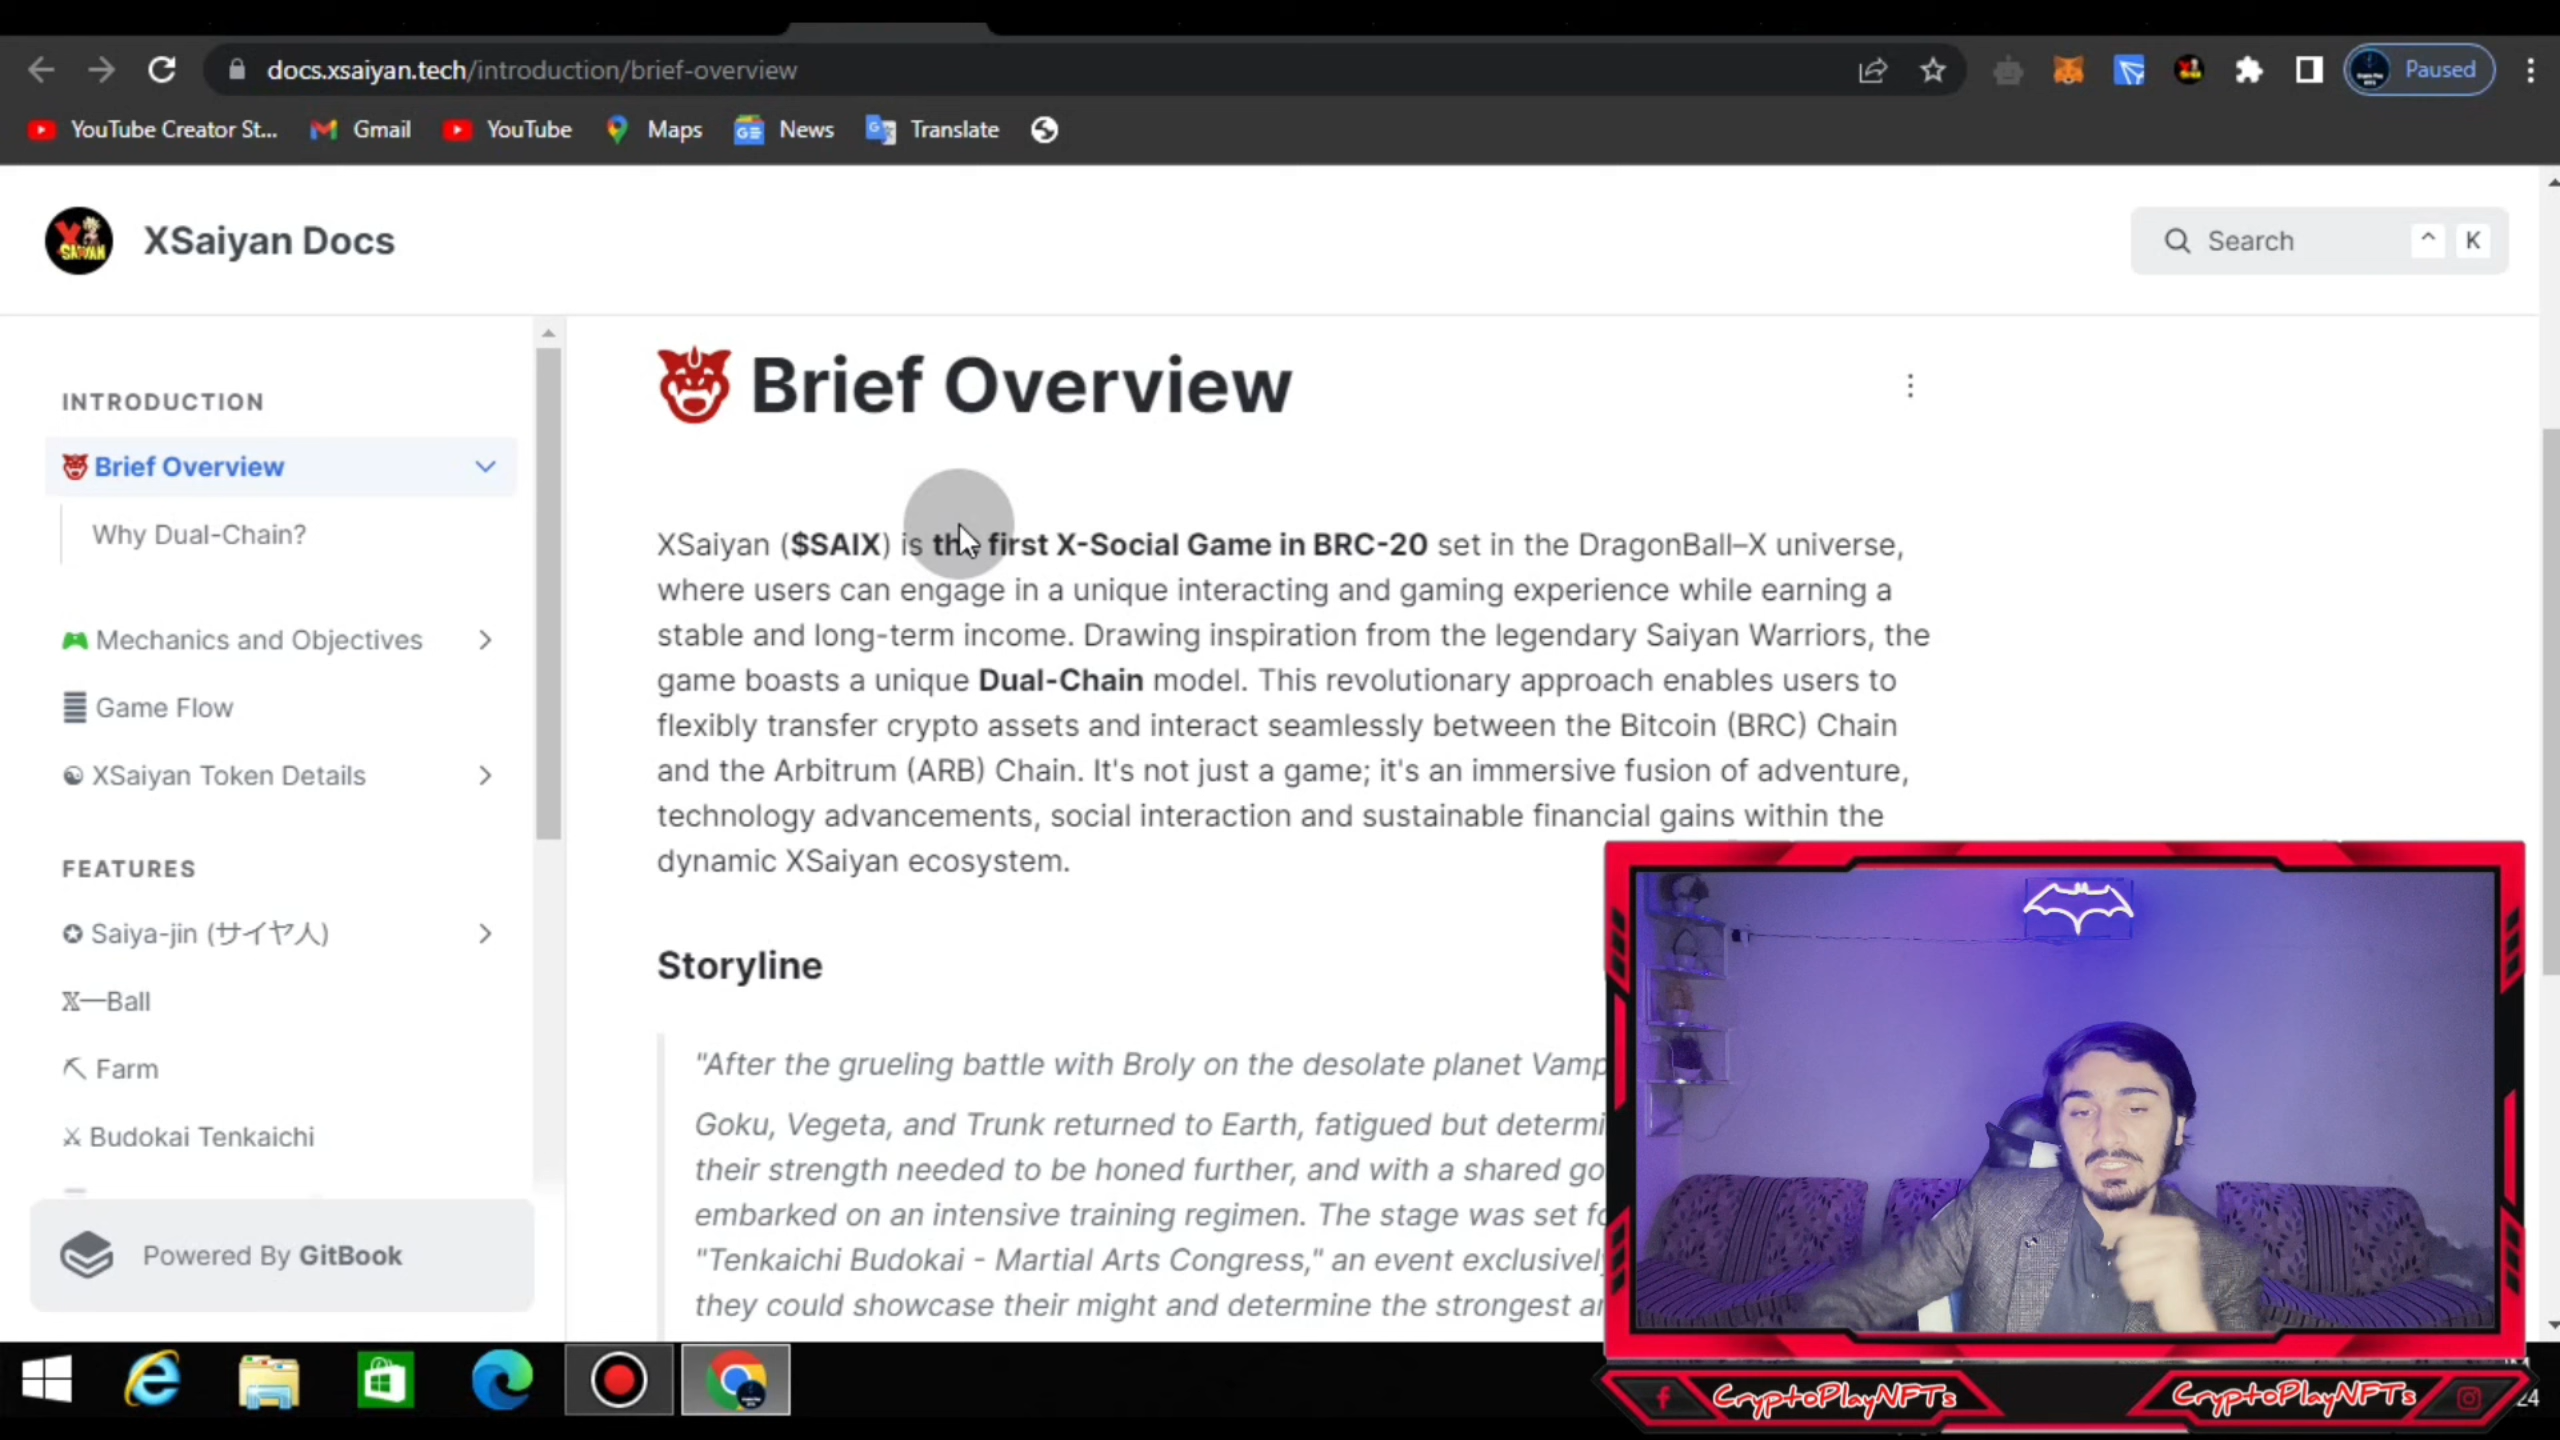 docs.xsaiyan.tech/introduction/brief-overview
Paused
YouTube Creator St...
Gmail
YouTube
Maps
News
Translate
XSaiyan Docs
Search
^ K
INTRODUCTION
Brief Overview
Why Dual-Chain?
Mechanics and Objectives
Game Flow
XSaiyan Token Details
FEATURES
Saiya-jin (サイヤ人)
𝕏—Ball
Farm
Budokai Tenkaichi
Powered By GitBook
Brief Overview
XSaiyan ($SAIX) is the first X-Social Game in BRC-20 set in the DragonBall–X universe,
where users can engage in a unique interacting and gaming experience while earning a
stable and long-term income. Drawing inspiration from the legendary Saiyan Warriors, the
game boasts a unique Dual-Chain model. This revolutionary approach enables users to
flexibly transfer crypto assets and interact seamlessly between the Bitcoin (BRC) Chain
and the Arbitrum (ARB) Chain. It's not just a game; it's an immersive fusion of adventure,
technology advancements, social interaction and sustainable financial gains within the
dynamic XSaiyan ecosystem.
Storyline
"After the grueling battle with Broly on the desolate planet Vamp
Goku, Vegeta, and Trunk returned to Earth, fatigued but determi
their strength needed to be honed further, and with a shared go
embarked on an intensive training regimen. The stage was set fo
"Tenkaichi Budokai - Martial Arts Congress," an event exclusively
they could showcase their might and determine the strongest
CryptoPlayNFTs
CryptoPlayNFTs
24